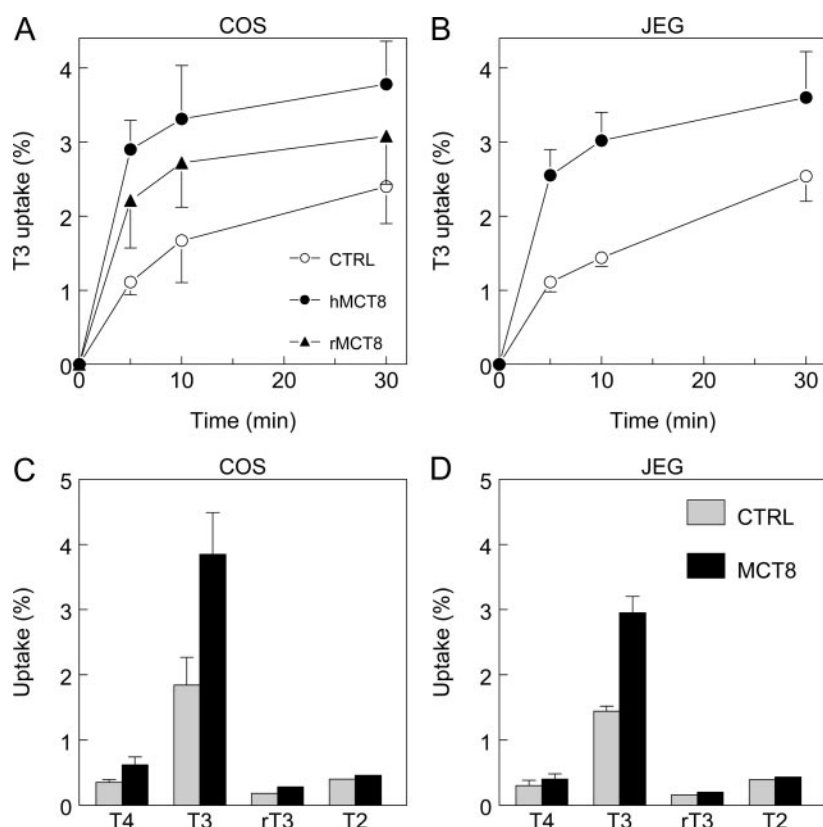 A
COS
T3 uptake (%)
4
3
2
1
0
CTRL
hMCT8
rMCT8
0 10 20 30
Time (min)
B
JEG
T3 uptake (%)
4
3
2
1
0
0 10 20 30
Time (min)
C
COS
Uptake (%)
5
4
3
2
1
0
T4 T3 rT3 T2
D
JEG
Uptake (%)
5
4
3
2
1
0
CTRL
MCT8
T4 T3 rT3 T2